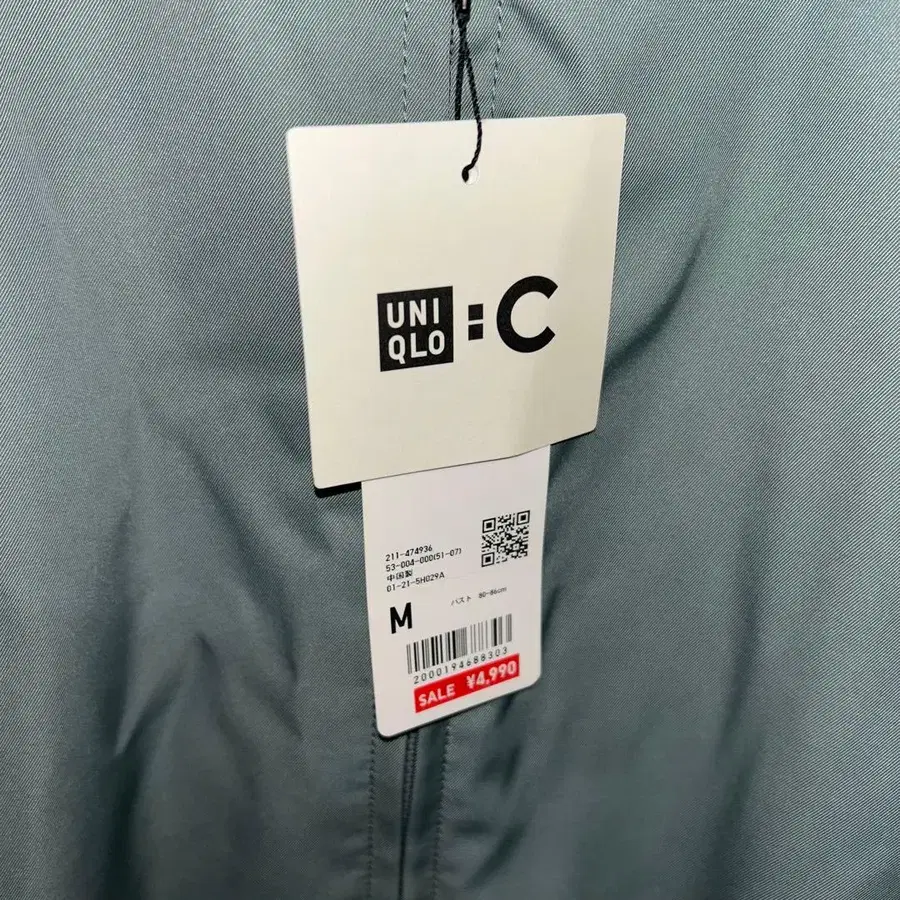 UNI
QLO : C
211-474936
53-004-000(51-07)
中国製
01-21-5H029A
M バスト 80-86cm
2000194688303
SALE ¥4,990